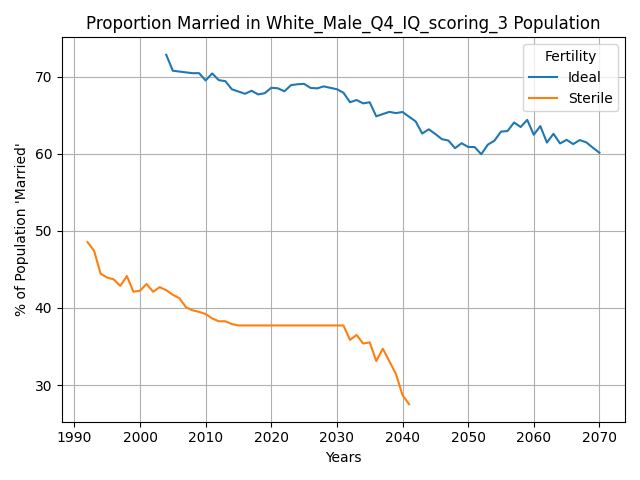 Proportion Married in White_Male_Q4_IQ_scoring_3 Population
Fertility
Ideal
Sterile
% of Population 'Married'
70
60
50
40
30
1990 2000 2010 2020 2030 2040 2050 2060 2070
Years